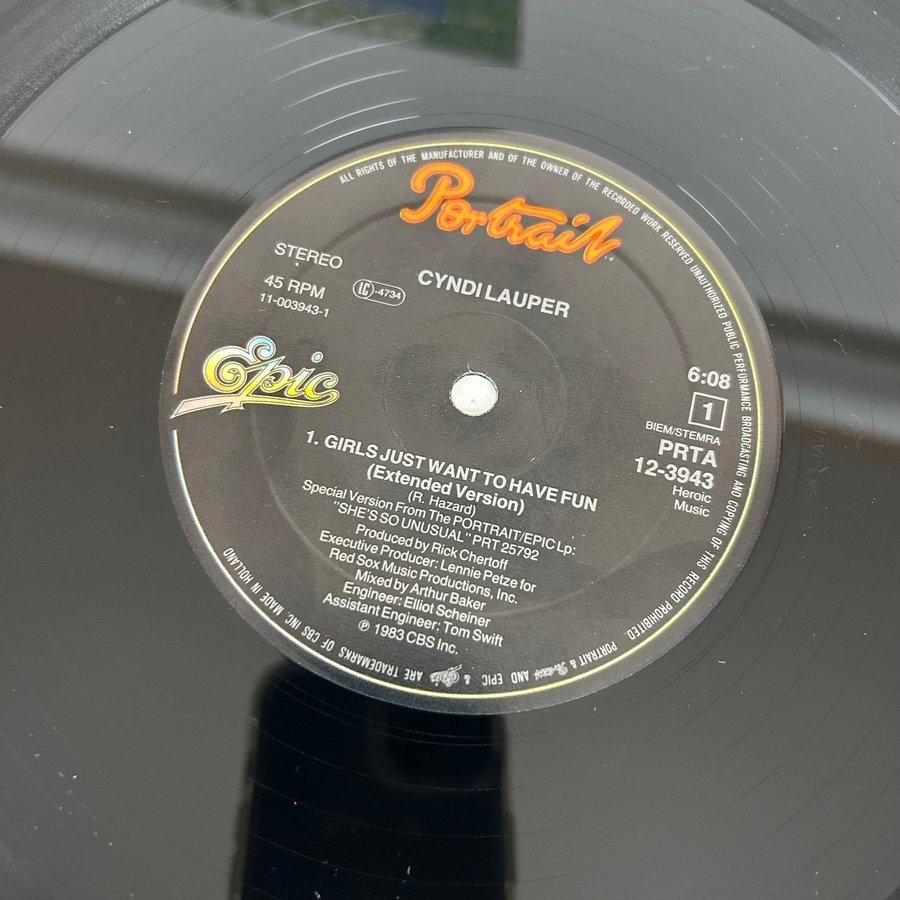 ALL RIGHTS OF THE MANUFACTURER AND OF THE OWNER OF THE RECORDED WORK RESERVED UNAUTHORIZED PUBLIC PERFORMANCE BROADCASTING AND COPYING OF THIS RECORD PROHIBITED. PORTRAIT & Portrait AND EPIC & Epic ARE TRADEMARKS OF CBS INC. MADE IN HOLLAND
Portrait
STEREO
45 RPM
11-003943-1
LC-4734
CYNDI LAUPER
Epic
6:08
1
BIEM/STEMRA
PRTA
12-3943
Heroic
Music
1. GIRLS JUST WANT TO HAVE FUN
(Extended Version)
(R. Hazard)
Special Version From The PORTRAIT/EPIC Lp:
"SHE'S SO UNUSUAL" PRT 25792
Produced by Rick Chertoff
Executive Producer: Lennie Petze for
Red Sox Music Productions, Inc.
Mixed by Arthur Baker
Engineer: Elliot Scheiner
Assistant Engineer: Tom Swift
℗ 1983 CBS Inc.